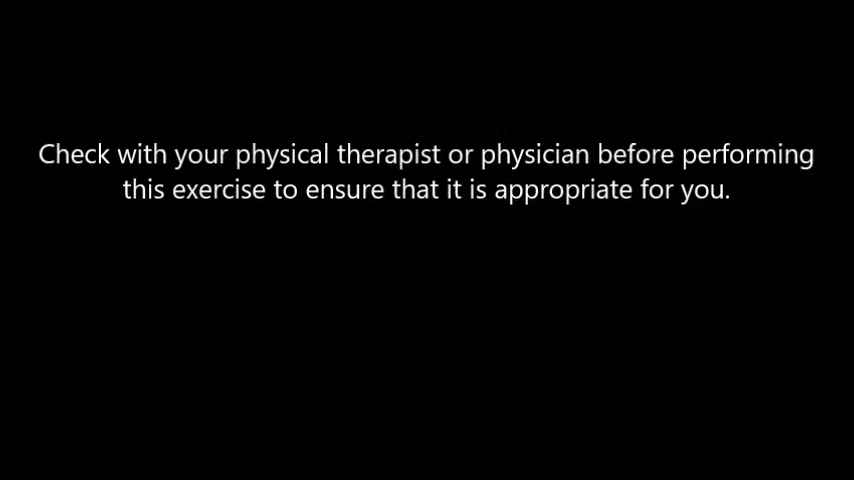 Check with your physical therapist or physician before performing
this exercise to ensure that it is appropriate for you.